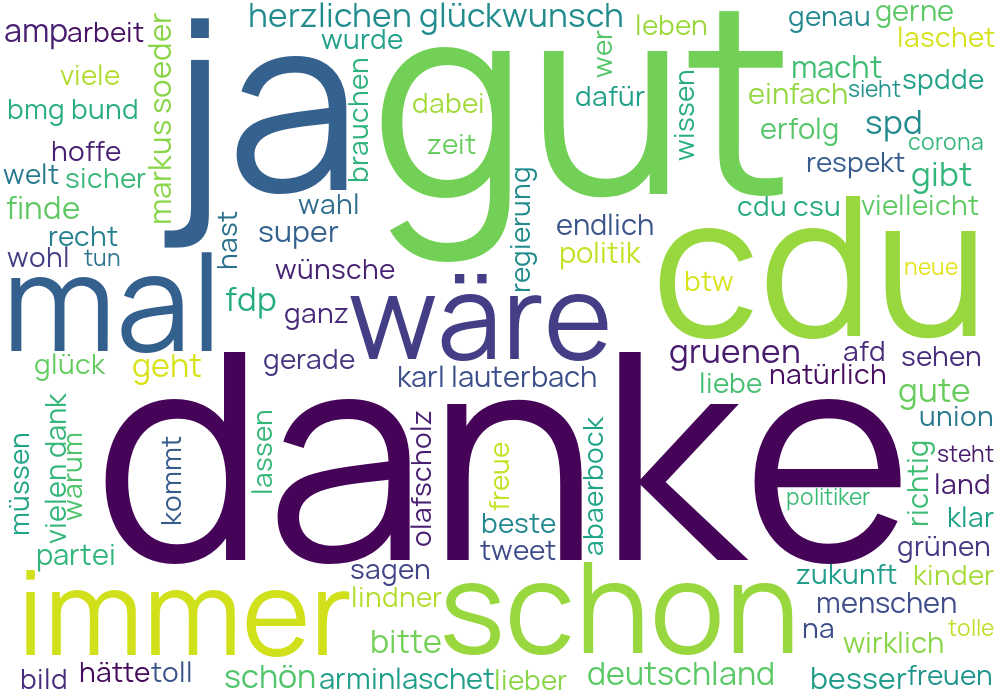 herzlichen glückwunsch
leben
genau
gerne
amp
arbeit
markus soeder
ja
wurde
wer
gut
laschet
viele
brauchen
dabei
dafür
wissen
macht
einfach
sieht
spdde
bmg bund
zeit
erfolg
spd
corona
hoffe
respekt
welt
sicher
gibt
finde
wahl
regierung
cdu csu
vielleicht
recht
hast
super
endlich
wohl
tun
politik
cdu
mal
wünsche
wäre
btw
neue
fdp
ganz
glück
geht
gerade
gruenen
afd
sehen
karl lauterbach
liebe
natürlich
gute
danke
union
müssen
vielen dank
warum
kommt
lassen
olafscholz
freue
abaerbock
richtig
steht
land
politiker
beste
klar
partei
tweet
grünen
sagen
zukunft
kinder
immer
lindner
schon
menschen
na
tolle
bitte
wirklich
bild
hätte
toll
schön
arminlaschet
lieber
deutschland
besser
freuen